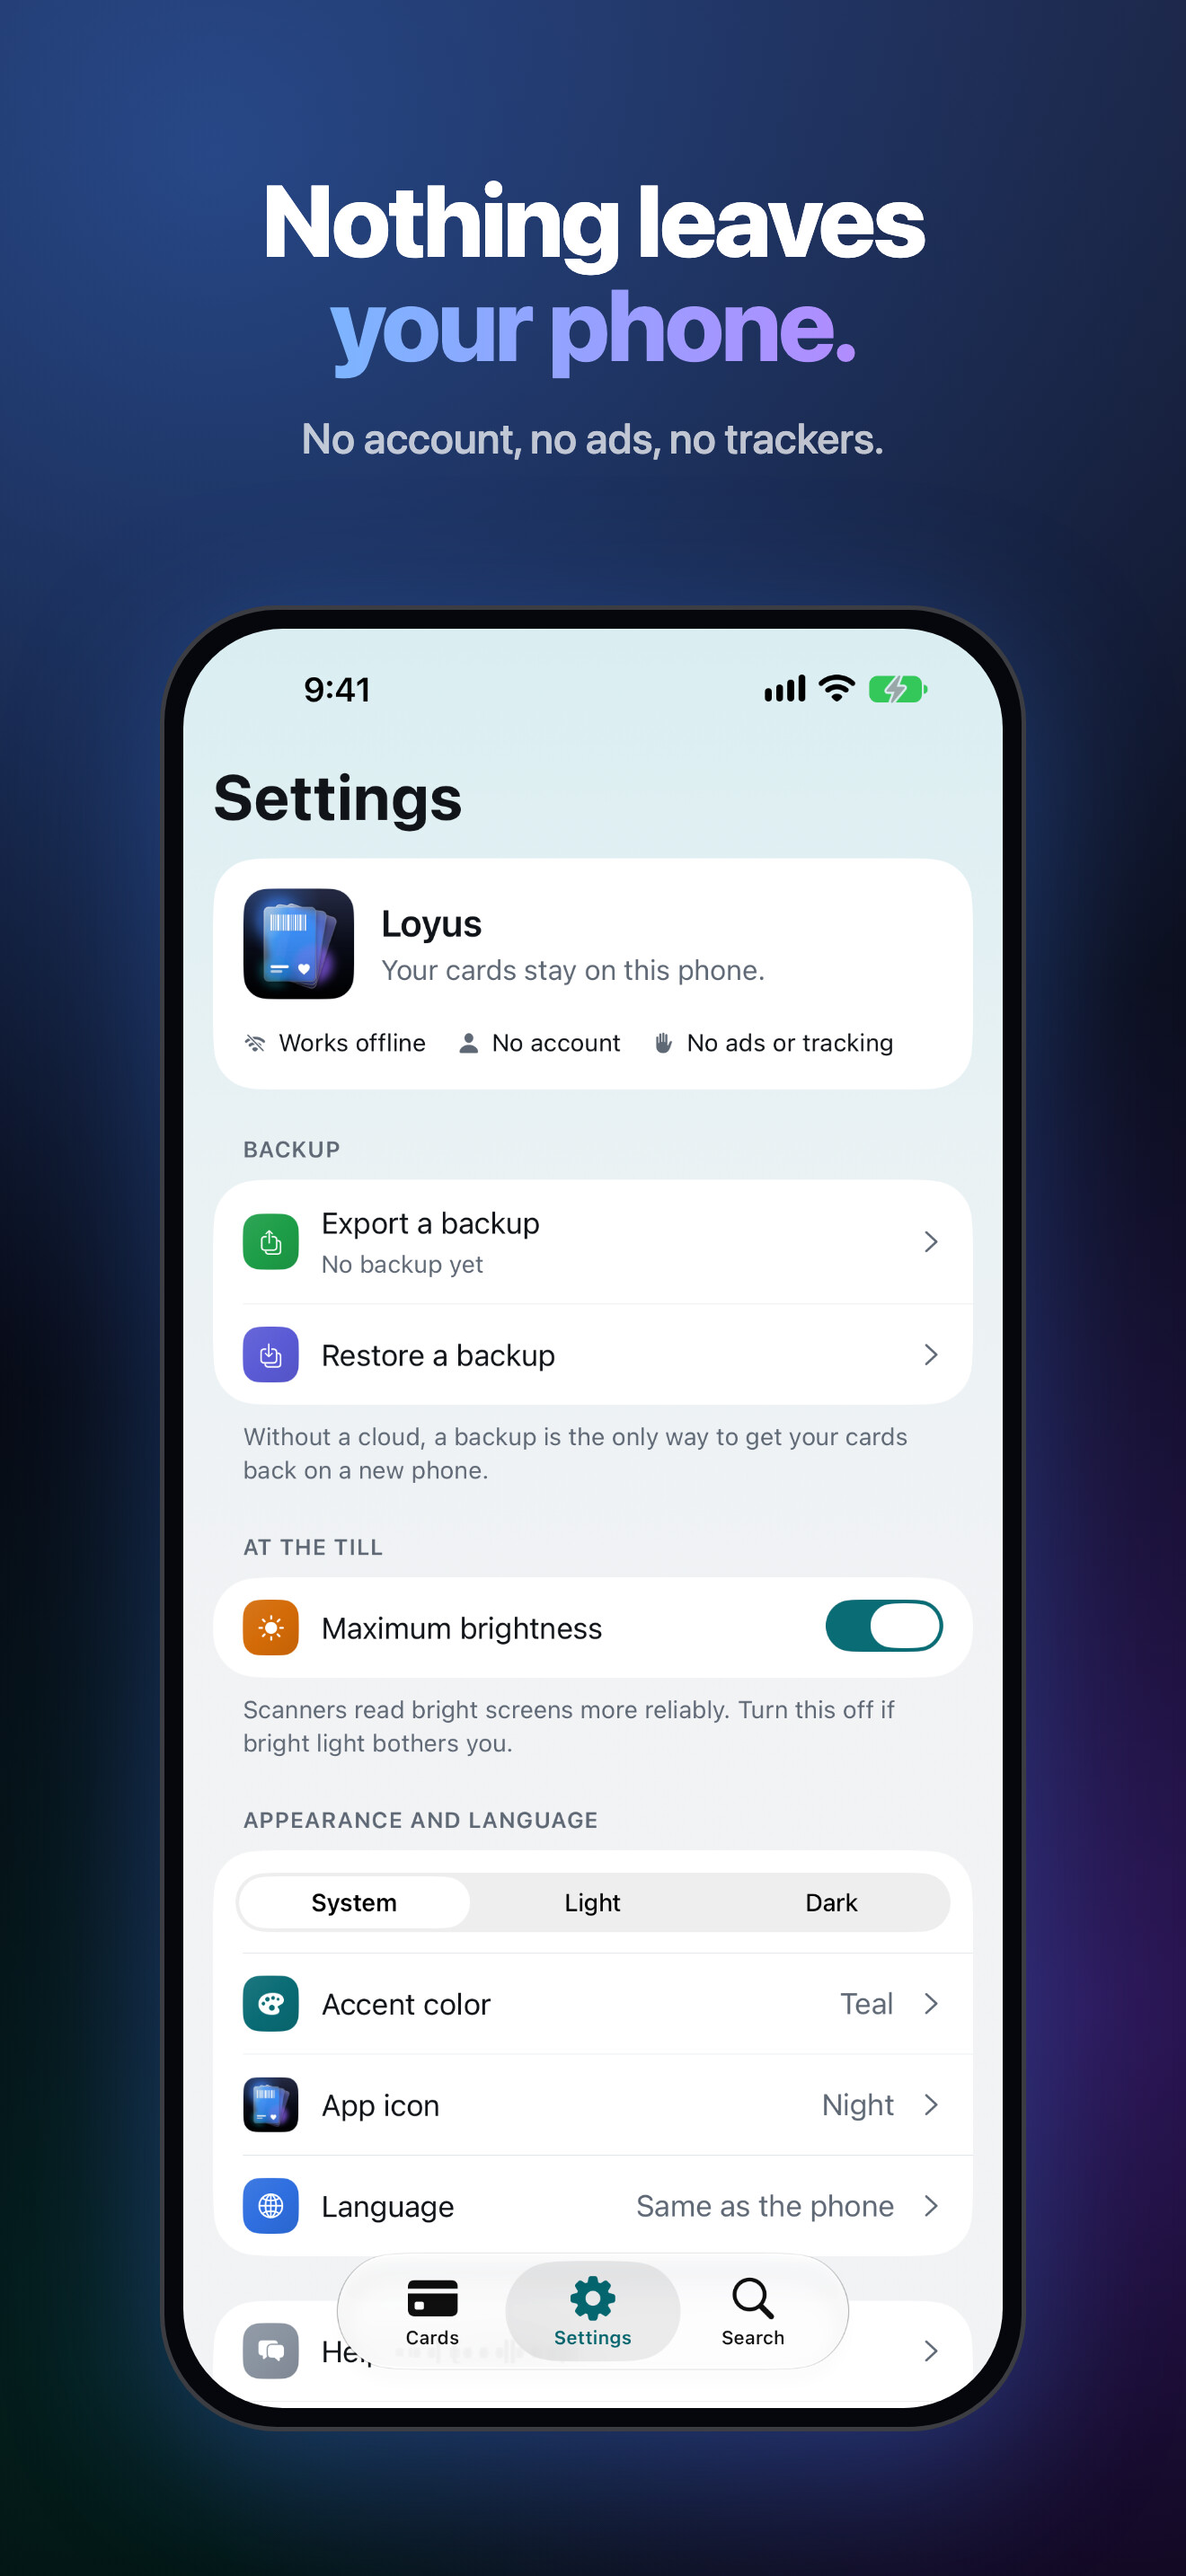 Nothing leaves
your phone.
No account, no ads, no trackers.
9:41
Settings
Loyus
Your cards stay on this phone.
Works offline
No account
No ads or tracking
BACKUP
Export a backup
No backup yet
Restore a backup
Without a cloud, a backup is the only way to get your cards
back on a new phone.
AT THE TILL
Maximum brightness
Scanners read bright screens more reliably. Turn this off if
bright light bothers you.
APPEARANCE AND LANGUAGE
System
Light
Dark
Accent color
Teal
App icon
Night
Language
Same as the phone
Cards
Settings
Search